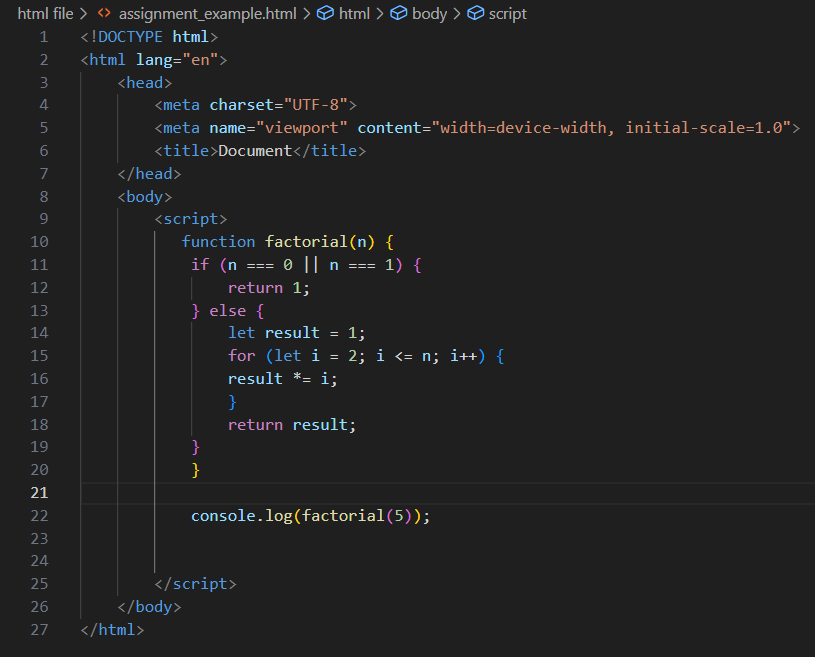 html file > <> assignment_example.html > html > body > script
1 <!DOCTYPE html>
2 <html lang="en">
3     <head>
4         <meta charset="UTF-8">
5         <meta name="viewport" content="width=device-width, initial-scale=1.0">
6         <title>Document</title>
7     </head>
8     <body>
9         <script>
10            function factorial(n) {
11             if (n === 0 || n === 1) {
12                 return 1;
13             } else {
14                 let result = 1;
15                 for (let i = 2; i <= n; i++) {
16                 result *= i;
17                 }
18                 return result;
19             }
20             }
21
22             console.log(factorial(5));
23
24
25         </script>
26     </body>
27 </html>